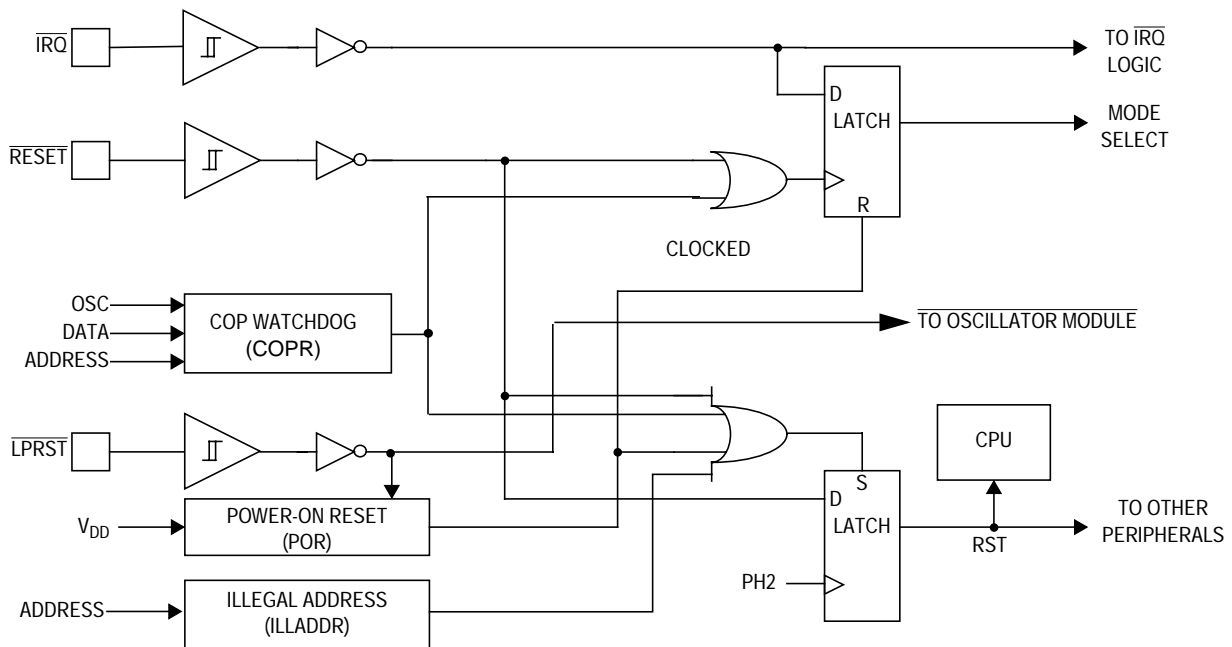 IRQ
TO IRQ
LOGIC
D
LATCH
MODE
SELECT
RESET
R
CLOCKED
OSC
DATA
ADDRESS
COP WATCHDOG
(COPR)
TO OSCILLATOR MODULE
LPRST
CPU
S
D
LATCH
VDD
POWER-ON RESET
(POR)
RST
TO OTHER
PERIPHERALS
PH2
ADDRESS
ILLEGAL ADDRESS
(ILLADDR)